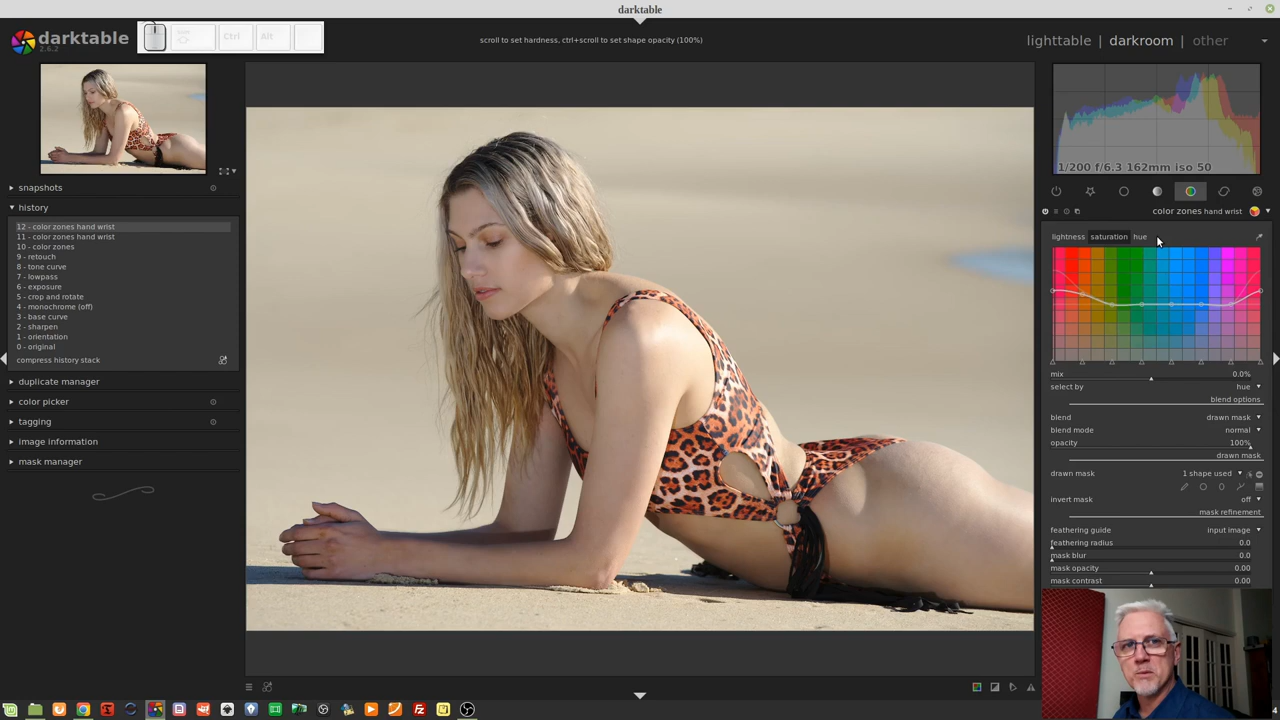 darktable
darktable
2.6.2
Ctrl
Alt
scroll to set hardness, ctrl+scroll to set shape opacity (100%)
lighttable | darkroom | other
1/200 f/6.3 162mm iso 50
snapshots
history
12 - color zones hand wrist
11 - color zones hand wrist
10 - color zones
9 - retouch
8 - tone curve
7 - lowpass
6 - exposure
5 - crop and rotate
4 - monochrome (off)
3 - base curve
2 - sharpen
1 - orientation
0 - original
compress history stack
duplicate manager
color picker
tagging
image information
mask manager
color zones hand wrist
lightness saturation hue
mix 0.0%
select by hue
blend options
blend drawn mask
blend mode normal
opacity 100%
drawn mask
drawn mask 1 shape used
invert mask off
mask refinement
feathering guide input image
feathering radius 0.0
mask blur 0.0
mask opacity 0.00
mask contrast 0.00